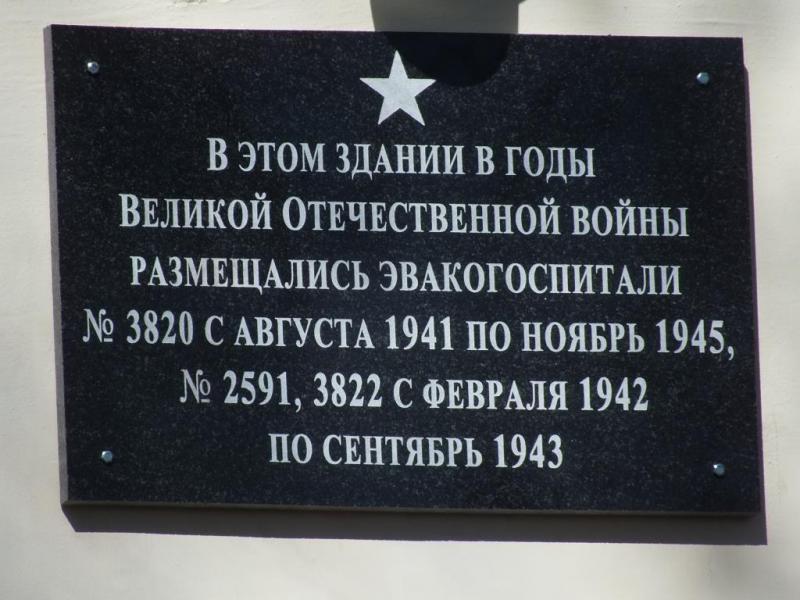 В ЭТОМ ЗДАНИИ В ГОДЫ
ВЕЛИКОЙ ОТЕЧЕСТВЕННОЙ ВОЙНЫ
РАЗМЕЩАЛИСЬ ЭВАКОГОСПИТАЛИ
№ 3820 С АВГУСТА 1941 ПО НОЯБРЬ 1945,
№ 2591, 3822 С ФЕВРАЛЯ 1942
ПО СЕНТЯБРЬ 1943